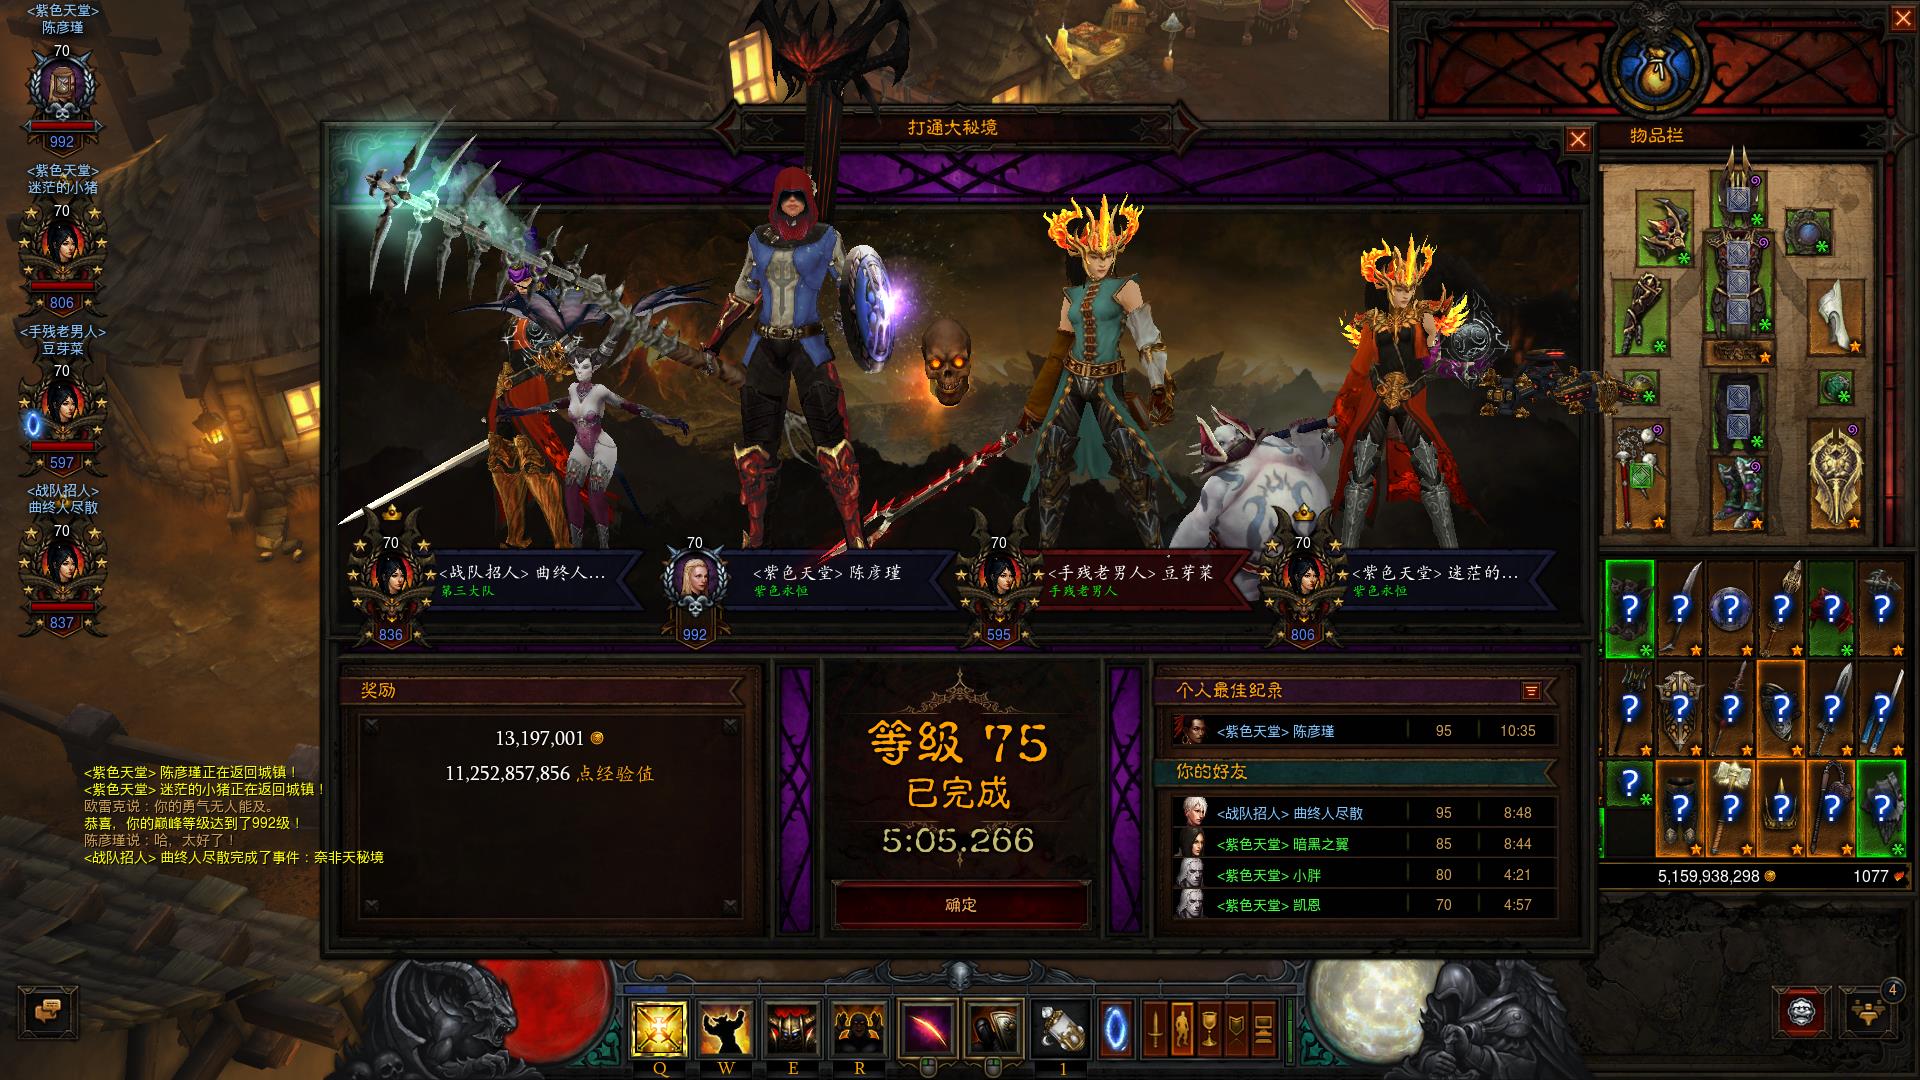 <紫色天堂>
陈彦瑾
70
992
<紫色天堂>
迷茫的小猪
70
806
<手残老男人>
豆芽菜
70
597
<战队招人>
曲终人尽散
70
837
打通大秘境
物品栏
70
<战队招人> 曲终人...
第三大队
836
70
<紫色天堂> 陈彦瑾
紫色永恒
992
70
<手残老男人> 豆芽菜
手残老男人
595
70
<紫色天堂> 迷茫的...
紫色永恒
806
奖励
13,197,001
11,252,857,856 点经验值
等级 75
已完成
5:05.266
确定
个人最佳纪录
<紫色天堂> 陈彦瑾 95 10:35
你的好友
<战队招人> 曲终人尽散 95 8:48
<紫色天堂> 暗黑之翼 85 8:44
<紫色天堂> 小胖 80 4:21
<紫色天堂> 凯恩 70 4:57
<紫色天堂> 陈彦瑾正在返回城镇！
<紫色天堂> 迷茫的小猪正在返回城镇！
欧雷克说：你的勇气无人能及。
恭喜，你的巅峰等级达到了992级！
陈彦瑾说：哈，太好了！
<战队招人> 曲终人尽散完成了事件：奈非天秘境
? ? ? ? ? ?
? ? ? ? ? ?
? ? ? ? ? ?
5,159,938,298 1077
Q W E R 1
4